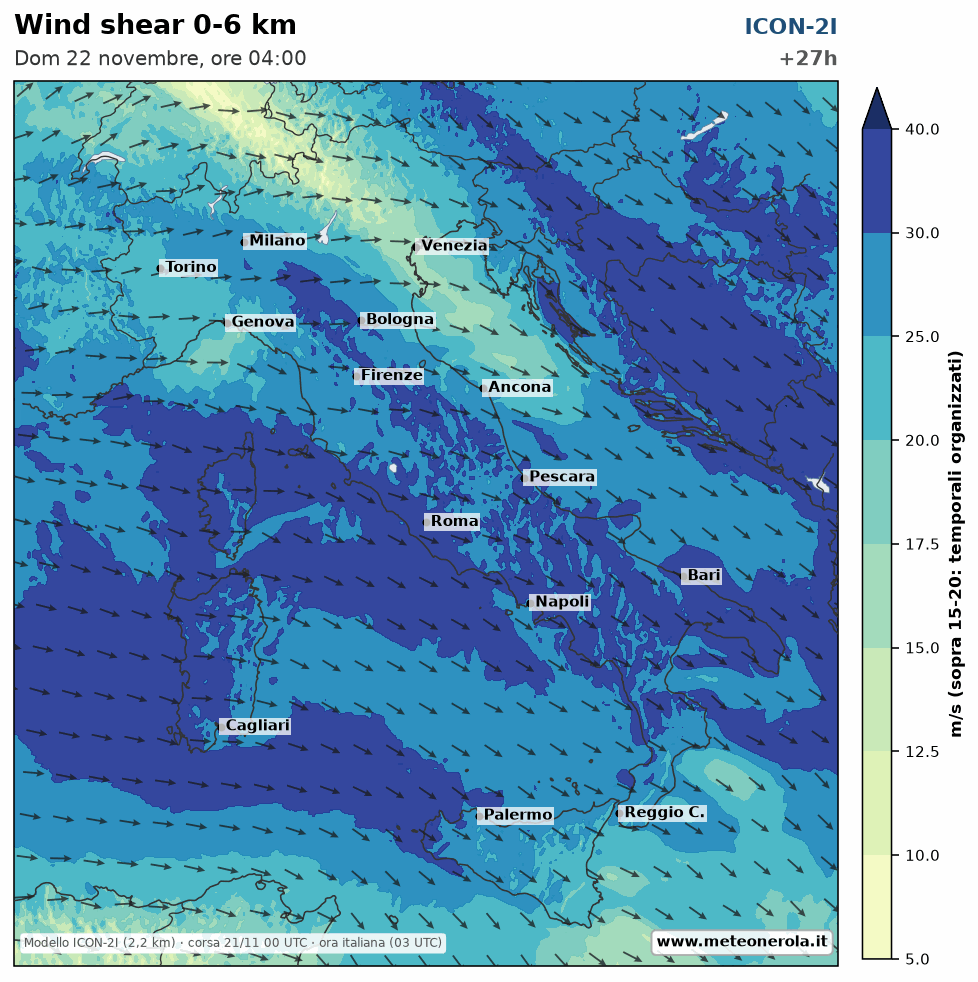 Wind shear 0-6 km
ICON-2I
Dom 22 novembre, ore 04:00
+27h
40.0
30.0
25.0
20.0
17.5
15.0
12.5
10.0
5.0
m/s (sopra 15-20: temporali organizzati)
Milano
Venezia
Torino
Genova
Bologna
Firenze
Ancona
Pescara
Roma
Bari
Napoli
Cagliari
Palermo
Reggio C.
Modello ICON-2I (2,2 km) · corsa 21/11 00 UTC · ora italiana (03 UTC)
www.meteonerola.it